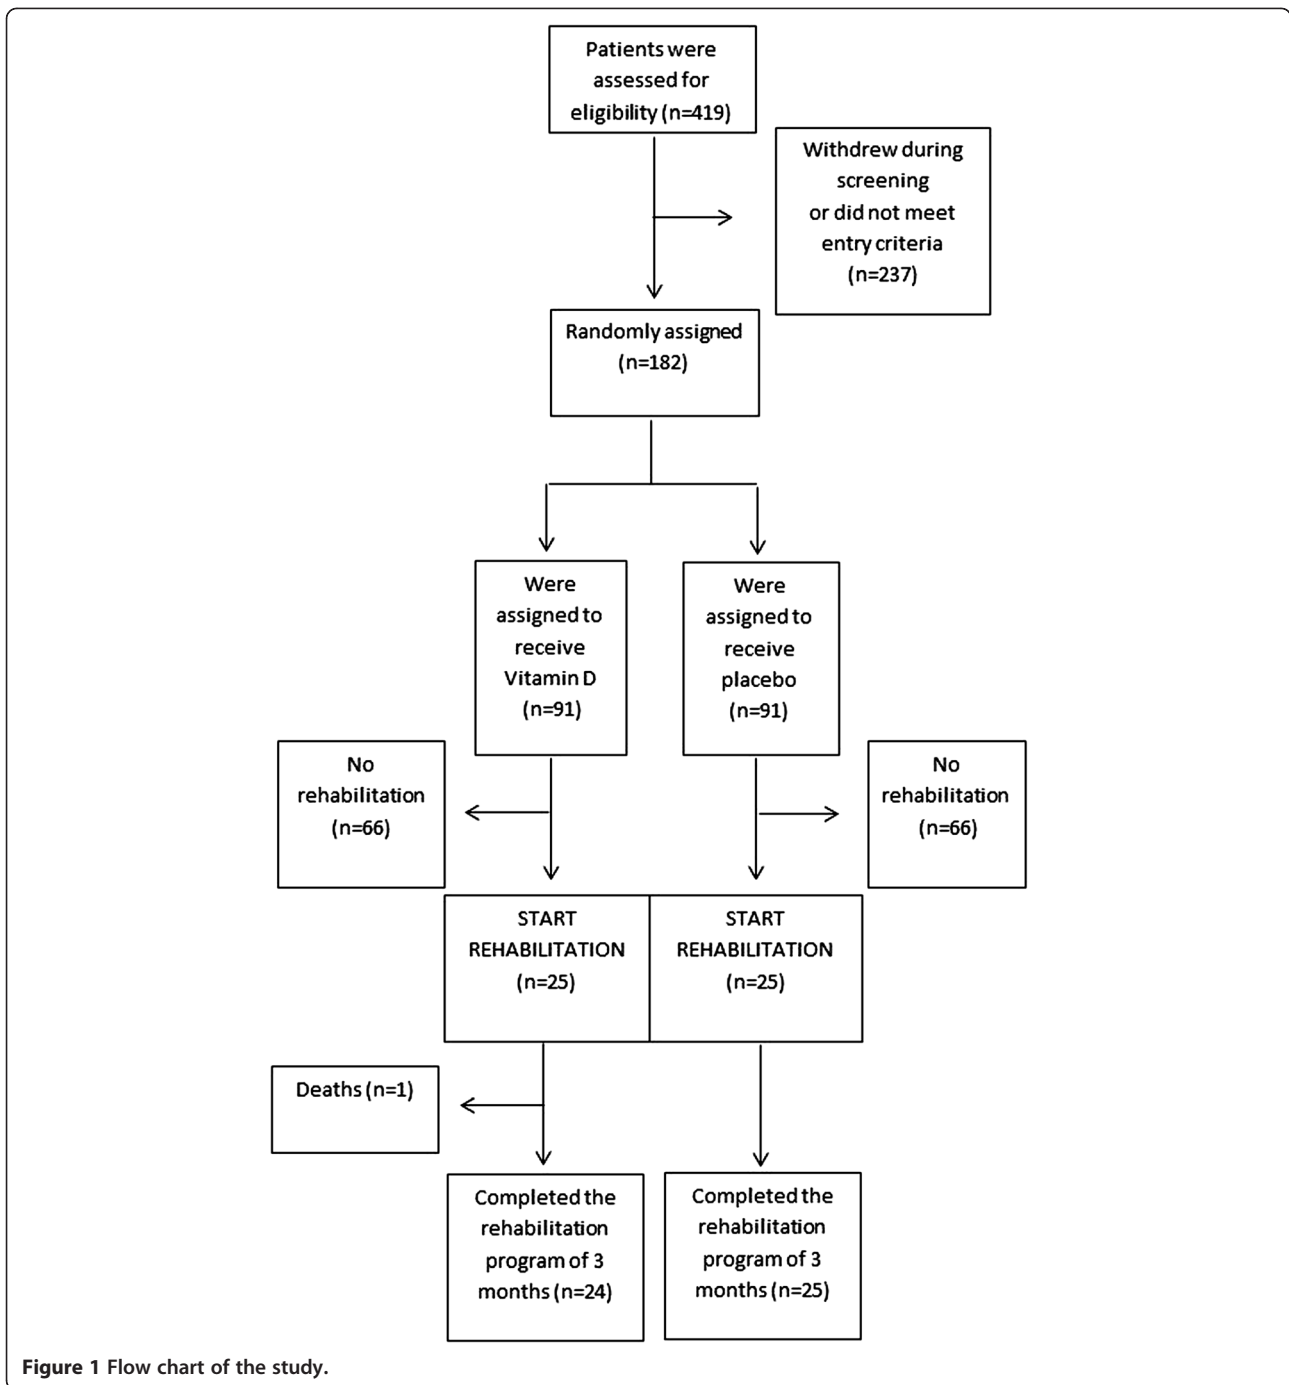 Patients were
assessed for
eligibility (n=419)
Withdrew during
screening
or did not meet
entry criteria
(n=237)
Randomly assigned
(n=182)
Were
assigned to
receive
Vitamin D
(n=91)
Were
assigned to
receive
placebo
(n=91)
No
rehabilitation
(n=66)
No
rehabilitation
(n=66)
START
REHABILITATION
(n=25)
START
REHABILITATION
(n=25)
Deaths (n=1)
Completed the
rehabilitation
program of 3
months (n=24)
Completed the
rehabilitation
program of 3
months (n=25)
Figure 1 Flow chart of the study.